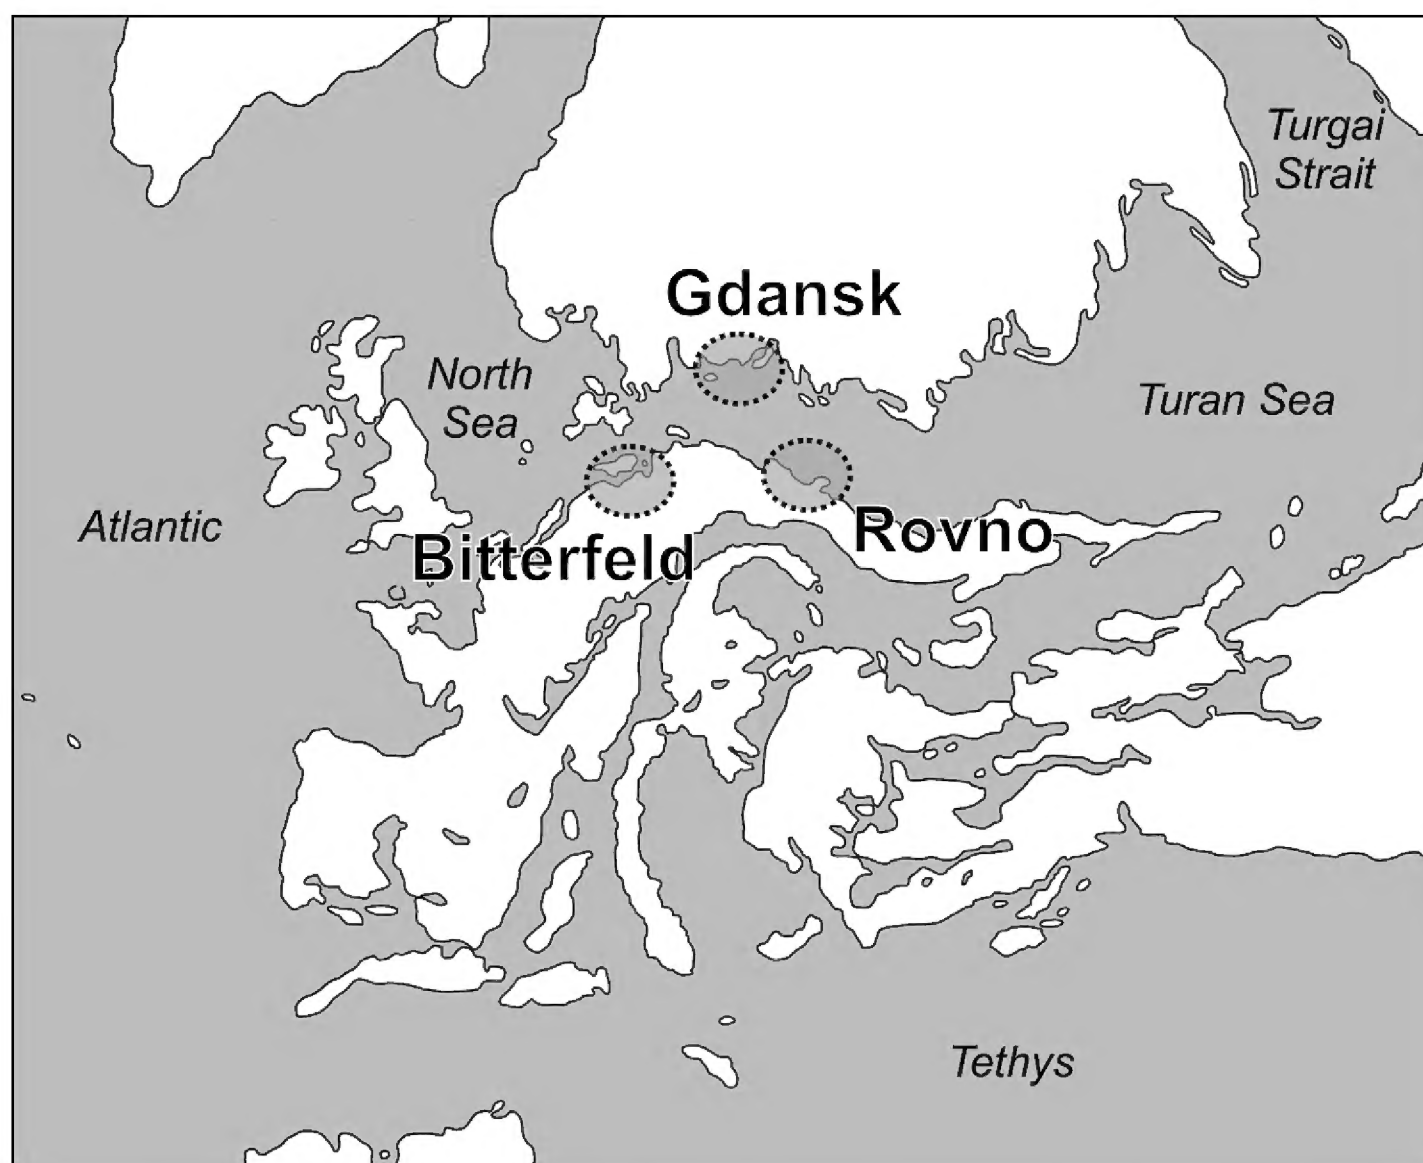 Turgai
Strait
Gdansk
North
Sea
Turan Sea
Atlantic
Rovno
Bitterfeld
Tethys